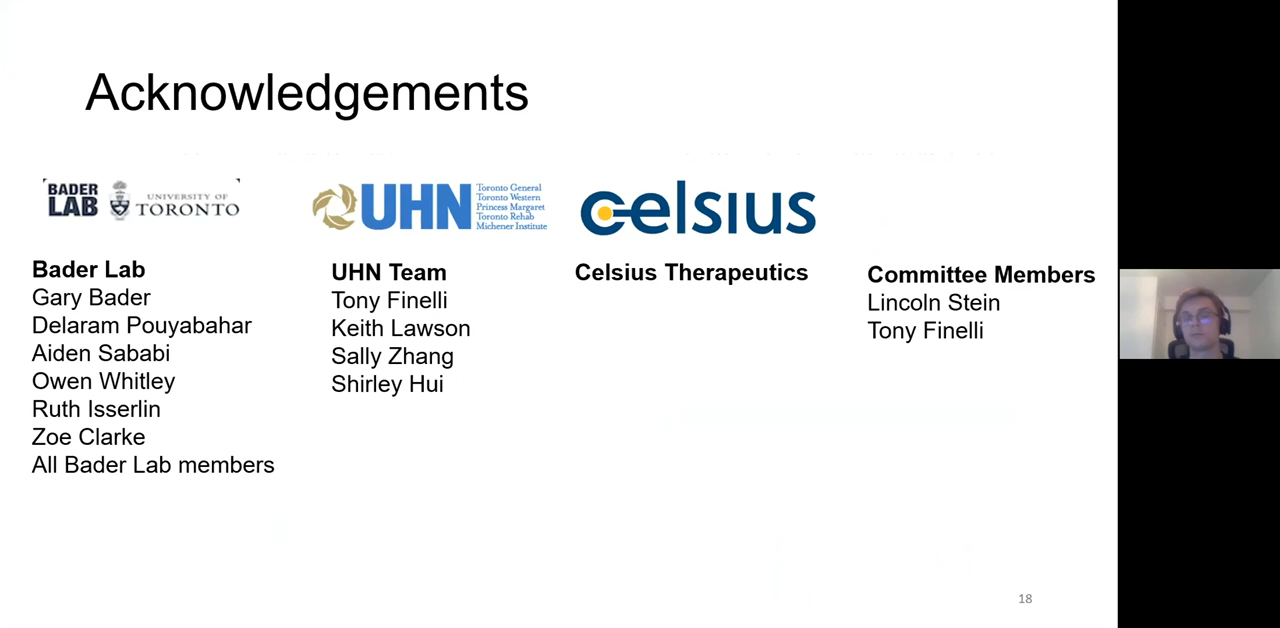 Acknowledgements
BADER
LAB
UNIVERSITY OF
TORONTO
UHN
Toronto General
Toronto Western
Princess Margaret
Toronto Rehab
Michener Institute
celsius
Bader Lab
Gary Bader
Delaram Pouyabahar
Aiden Sababi
Owen Whitley
Ruth Isserlin
Zoe Clarke
All Bader Lab members
UHN Team
Tony Finelli
Keith Lawson
Sally Zhang
Shirley Hui
Celsius Therapeutics
Committee Members
Lincoln Stein
Tony Finelli
18